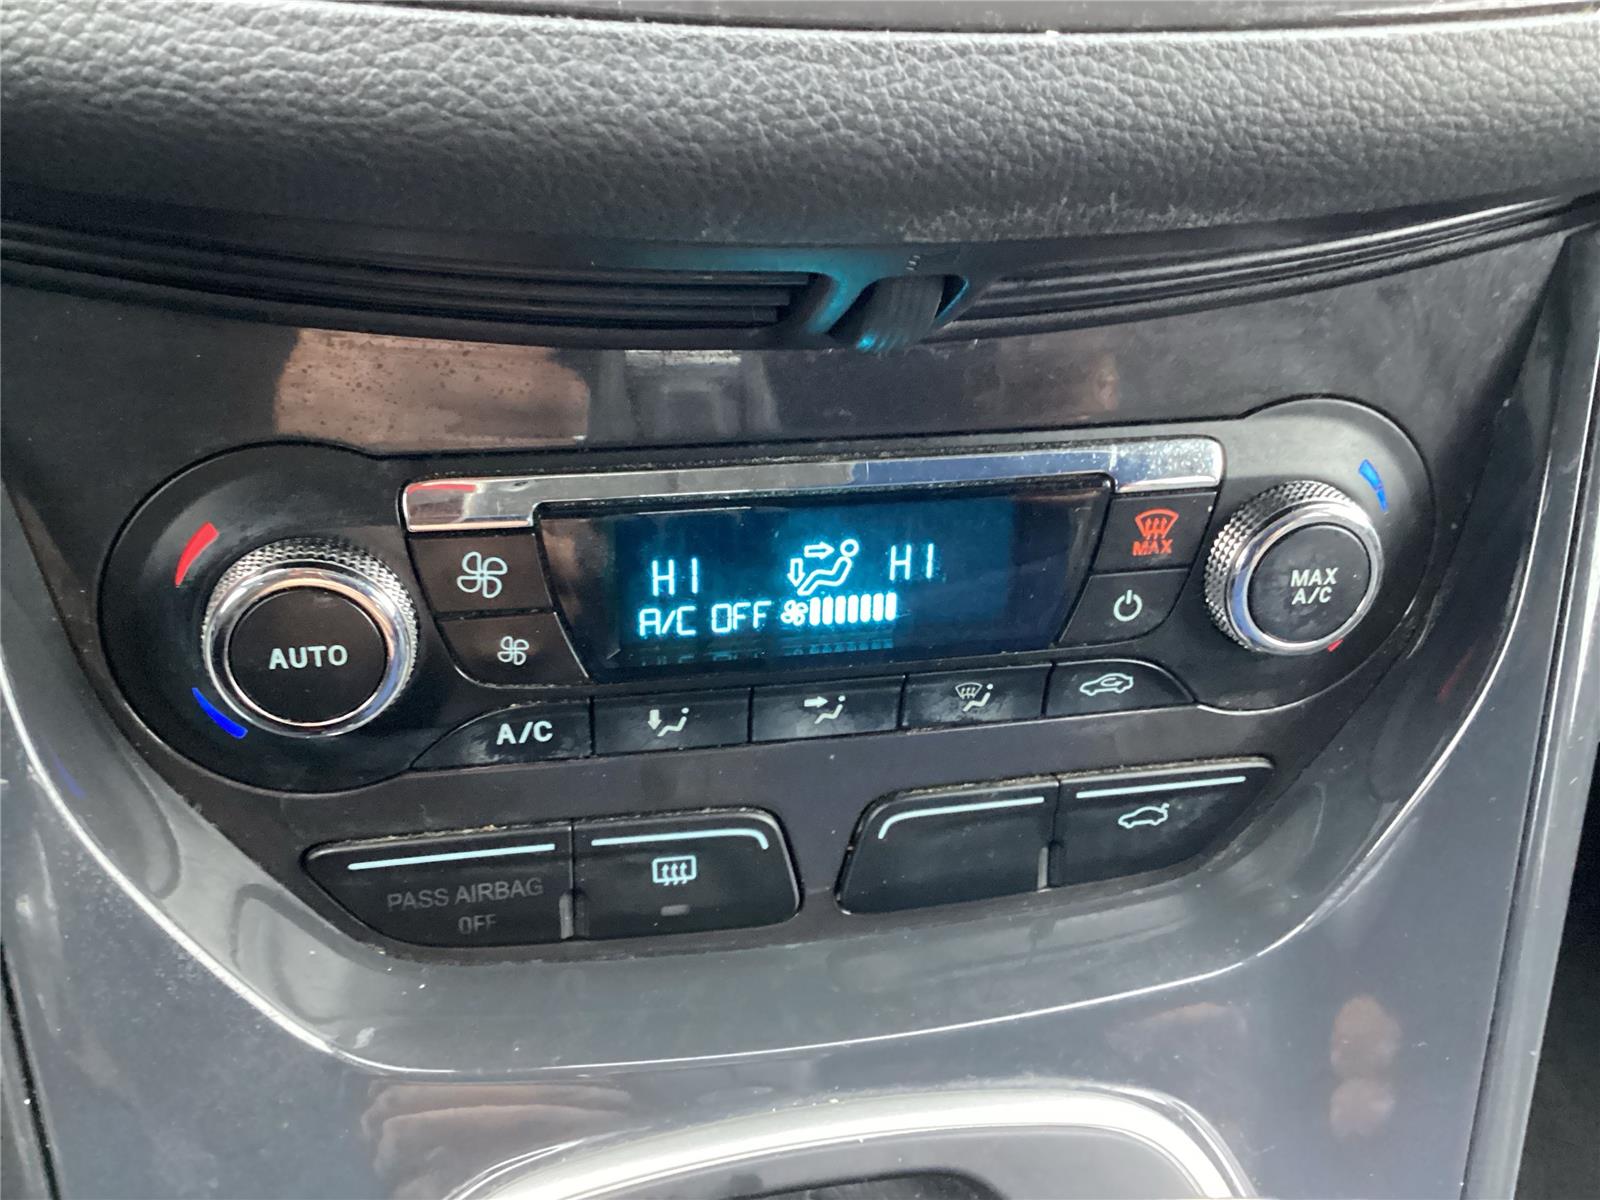 MAX
HI HI
MAX
A/C
A/C OFF
AUTO
A/C
PASS AIRBAG
OFF